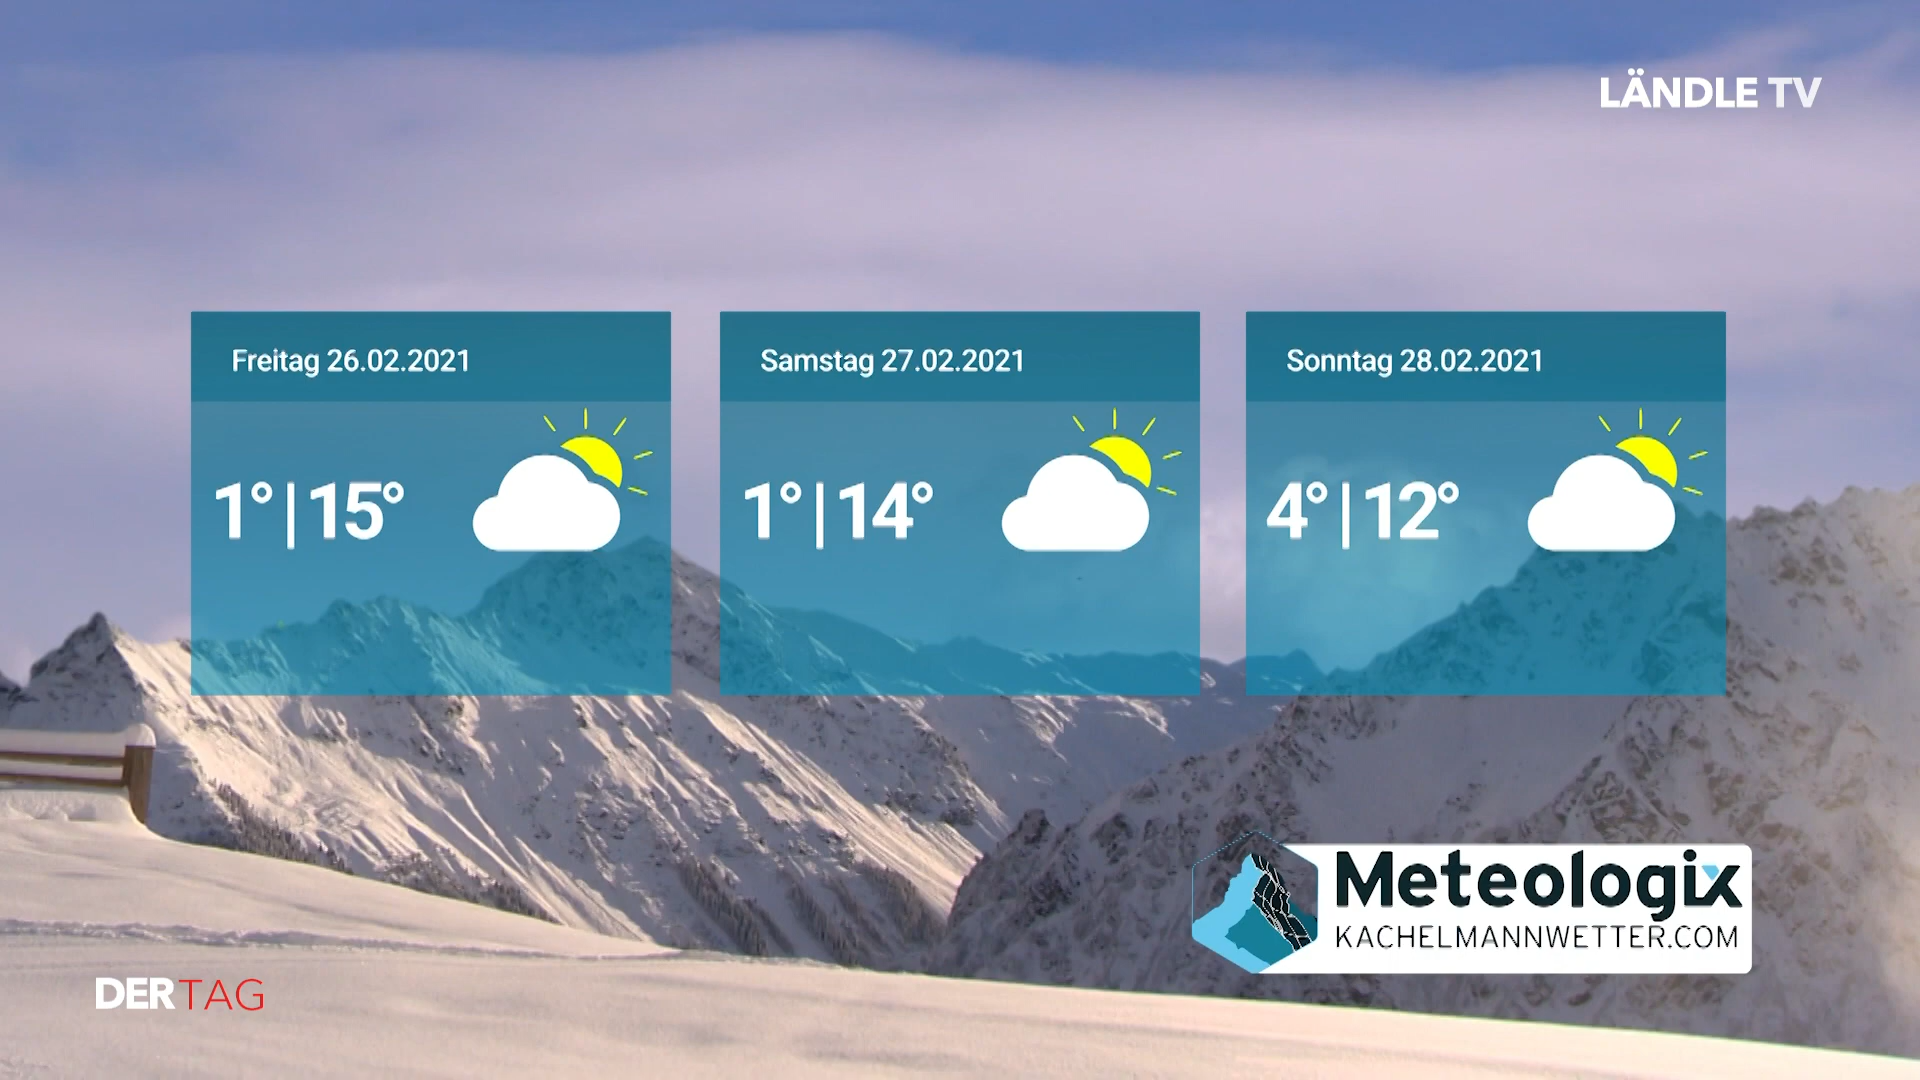 LÄNDLE TV
Freitag 26.02.2021
1°|15°
Samstag 27.02.2021
1°|14°
Sonntag 28.02.2021
4°|12°
Meteologix
KACHELMANNWETTER.COM
DERTAG